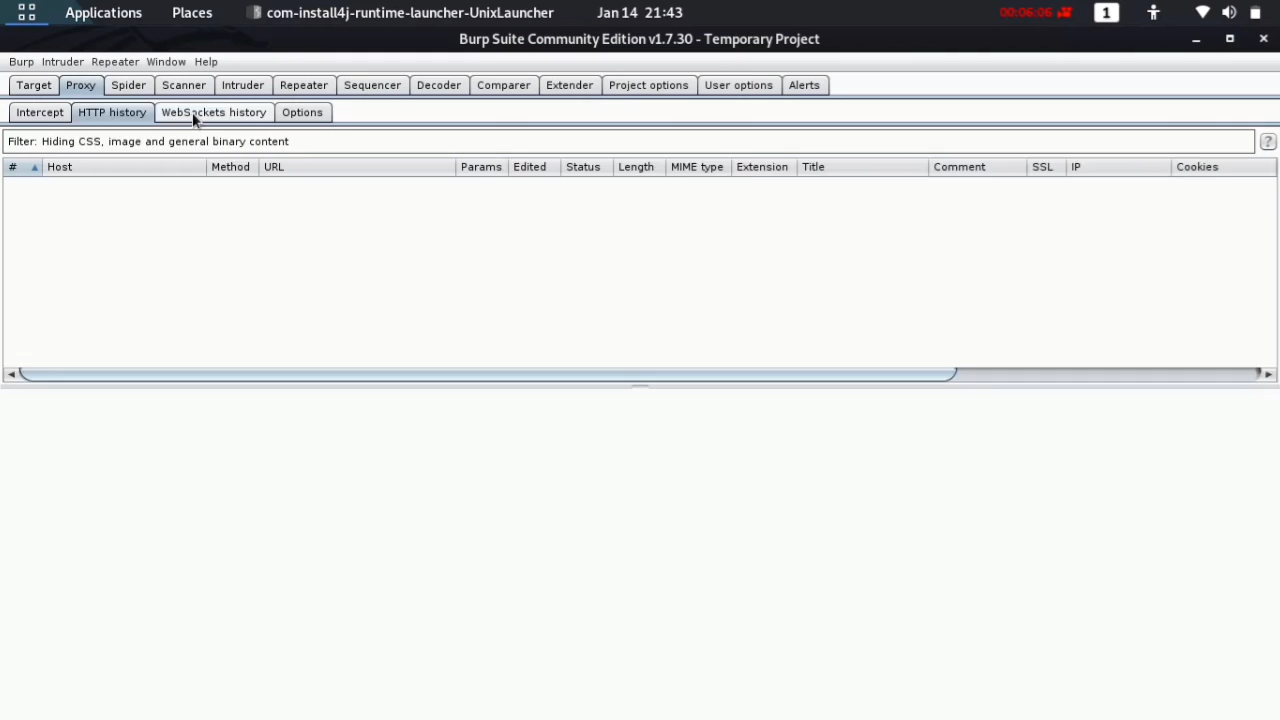 Applications Places com-install4j-runtime-launcher-UnixLauncher Jan 14 21:43 00:06:06 1
Burp Suite Community Edition v1.7.30 - Temporary Project
Burp Intruder Repeater Window Help
Target Proxy Spider Scanner Intruder Repeater Sequencer Decoder Comparer Extender Project options User options Alerts
Intercept HTTP history WebSockets history Options
Filter: Hiding CSS, image and general binary content ?
# Host Method URL Params Edited Status Length MIME type Extension Title Comment SSL IP Cookies